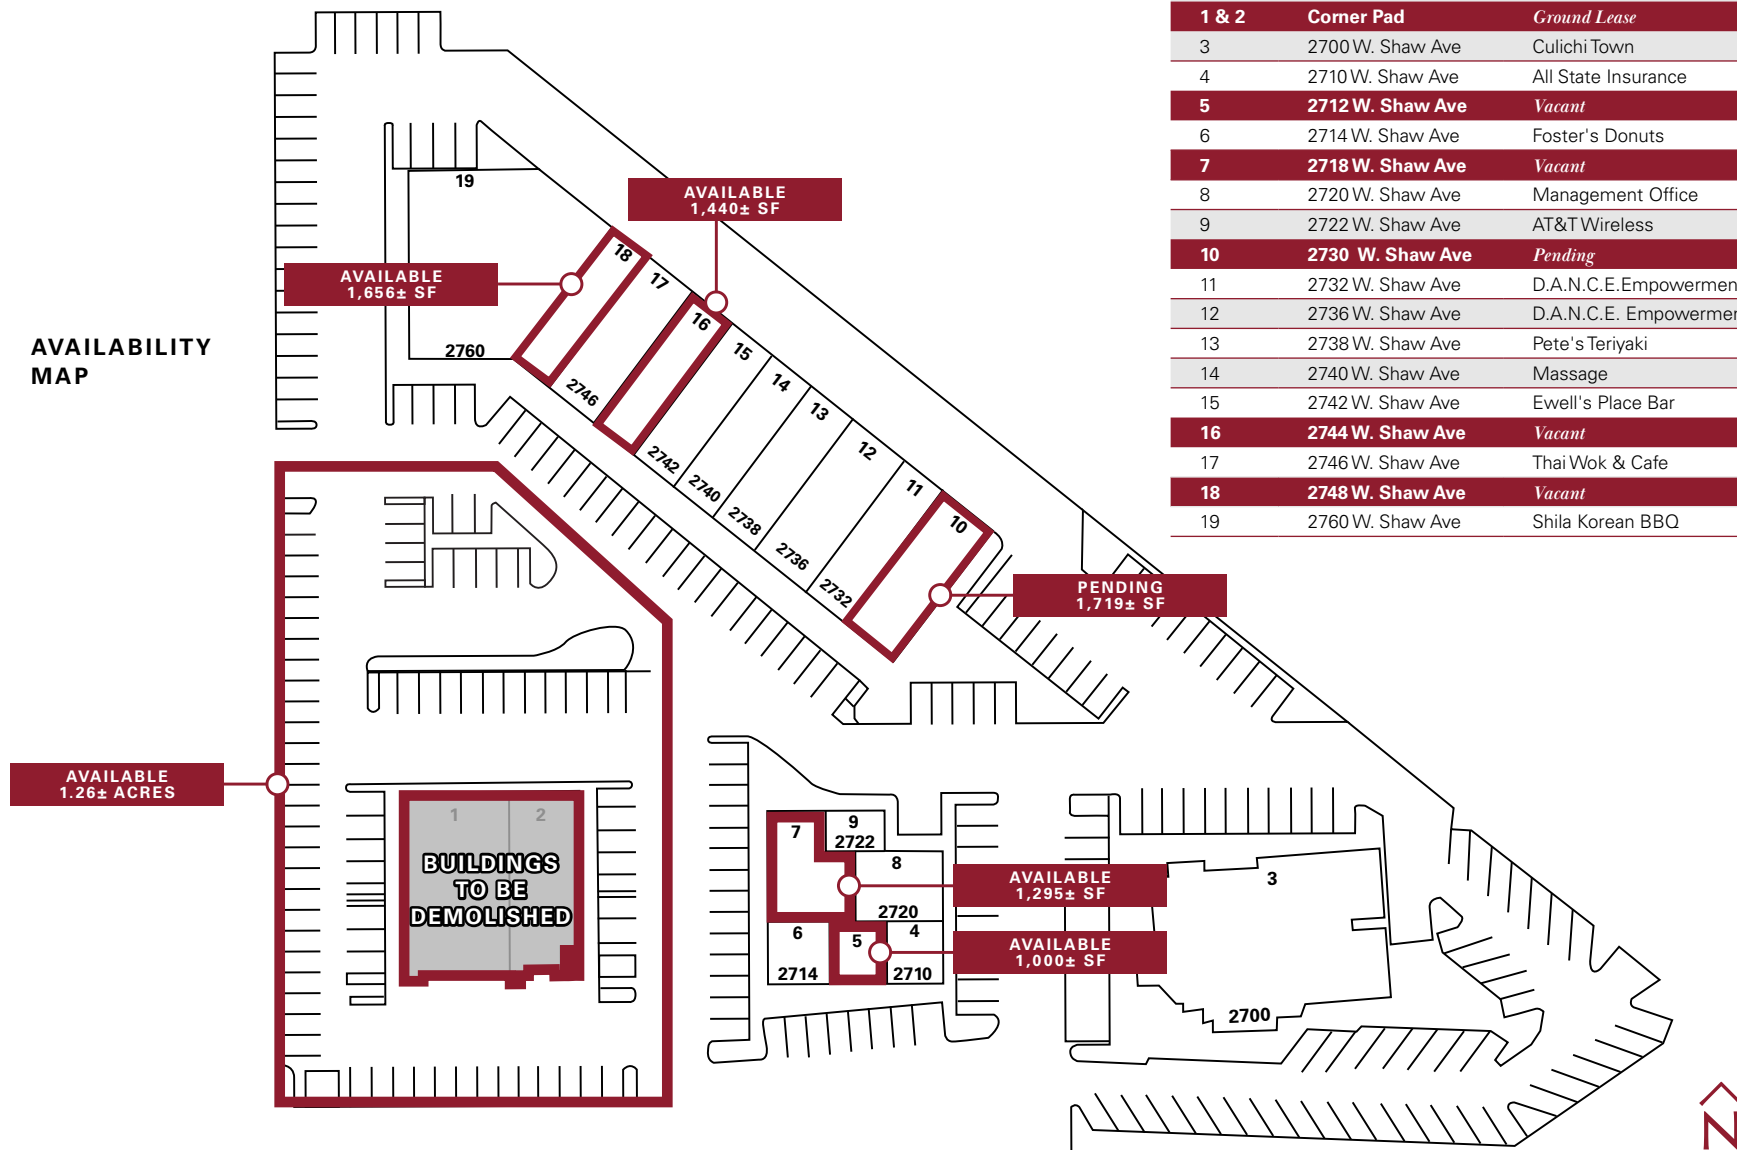 1 & 2 Corner Pad Ground Lease
3 2700 W. Shaw Ave Culichi Town
4 2710 W. Shaw Ave All State Insurance
5 2712 W. Shaw Ave Vacant
6 2714 W. Shaw Ave Foster's Donuts
7 2718 W. Shaw Ave Vacant
8 2720 W. Shaw Ave Management Office
9 2722 W. Shaw Ave AT&T Wireless
10 2730 W. Shaw Ave Pending
11 2732 W. Shaw Ave D.A.N.C.E.Empowermen
12 2736 W. Shaw Ave D.A.N.C.E. Empowermer
13 2738 W. Shaw Ave Pete's Teriyaki
14 2740 W. Shaw Ave Massage
15 2742 W. Shaw Ave Ewell's Place Bar
16 2744 W. Shaw Ave Vacant
17 2746 W. Shaw Ave Thai Wok & Cafe
18 2748 W. Shaw Ave Vacant
19 2760 W. Shaw Ave Shila Korean BBQ
AVAILABILITY
MAP
19
2760
AVAILABLE
1,440± SF
AVAILABLE
1,656± SF
18
17
16
15
14
13
12
11
10
2746
2742
2740
2738
2736
2732
PENDING
1,719± SF
AVAILABLE
1.26± ACRES
1
2
BUILDINGS
TO BE
DEMOLISHED
7
9
2722
8
2720
6
2714
5
4
2710
AVAILABLE
1,295± SF
AVAILABLE
1,000± SF
3
2700
N